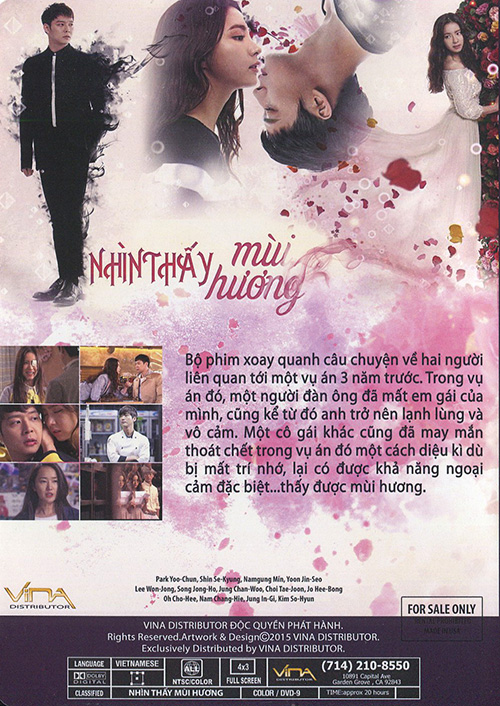 NHÌN THẤY mùi
hương
Bộ phim xoay quanh câu chuyện về hai người
liên quan tới một vụ án 3 năm trước. Trong vụ
án đó, một người đàn ông đã mất em gái của
mình, cũng kể từ đó anh trở nên lạnh lùng và
vô cảm. Một cô gái khác cũng đã may mắn
thoát chết trong vụ án đó một cách diệu kì dù
bị mất trí nhớ, lại có được khả năng ngoại
cảm đặc biệt...thấy được mùi hương.
Park Yoo-Chun, Shin Se-Kyung, Namgung Min, Yoon Jin-Seo
Lee Won-Jong, Song Jong-Ho, Jung Chan-Woo, Choi Tae-Joon, Jo Hee-Bong
Oh Cho-Hee, Nam Chang-Hie, Jung In-Gi, Kim So-Hyun
VINA
DISTRIBUTOR
FOR SALE ONLY
VINA DISTRIBUTOR ĐỘC QUYỀN PHÁT HÀNH.
Rights Reserved.Artwork & Design©2015 VINA DISTRIBUTOR.
Exclusively Distributed by VINA DISTRIBUTOR.
LANGUAGE VIETNAMESE ALL 4x3 VINA (714) 210-8550
DOLBY DIGITAL NTSC/COLOR FULL SCREEN DISTRIBUTOR 10891 Capital Ave
Garden Grove , CA 92843
CLASSIFIED NHÌN THẤY MÙI HƯƠNG COLOR / DVD-9 TIME:approx 20 hours